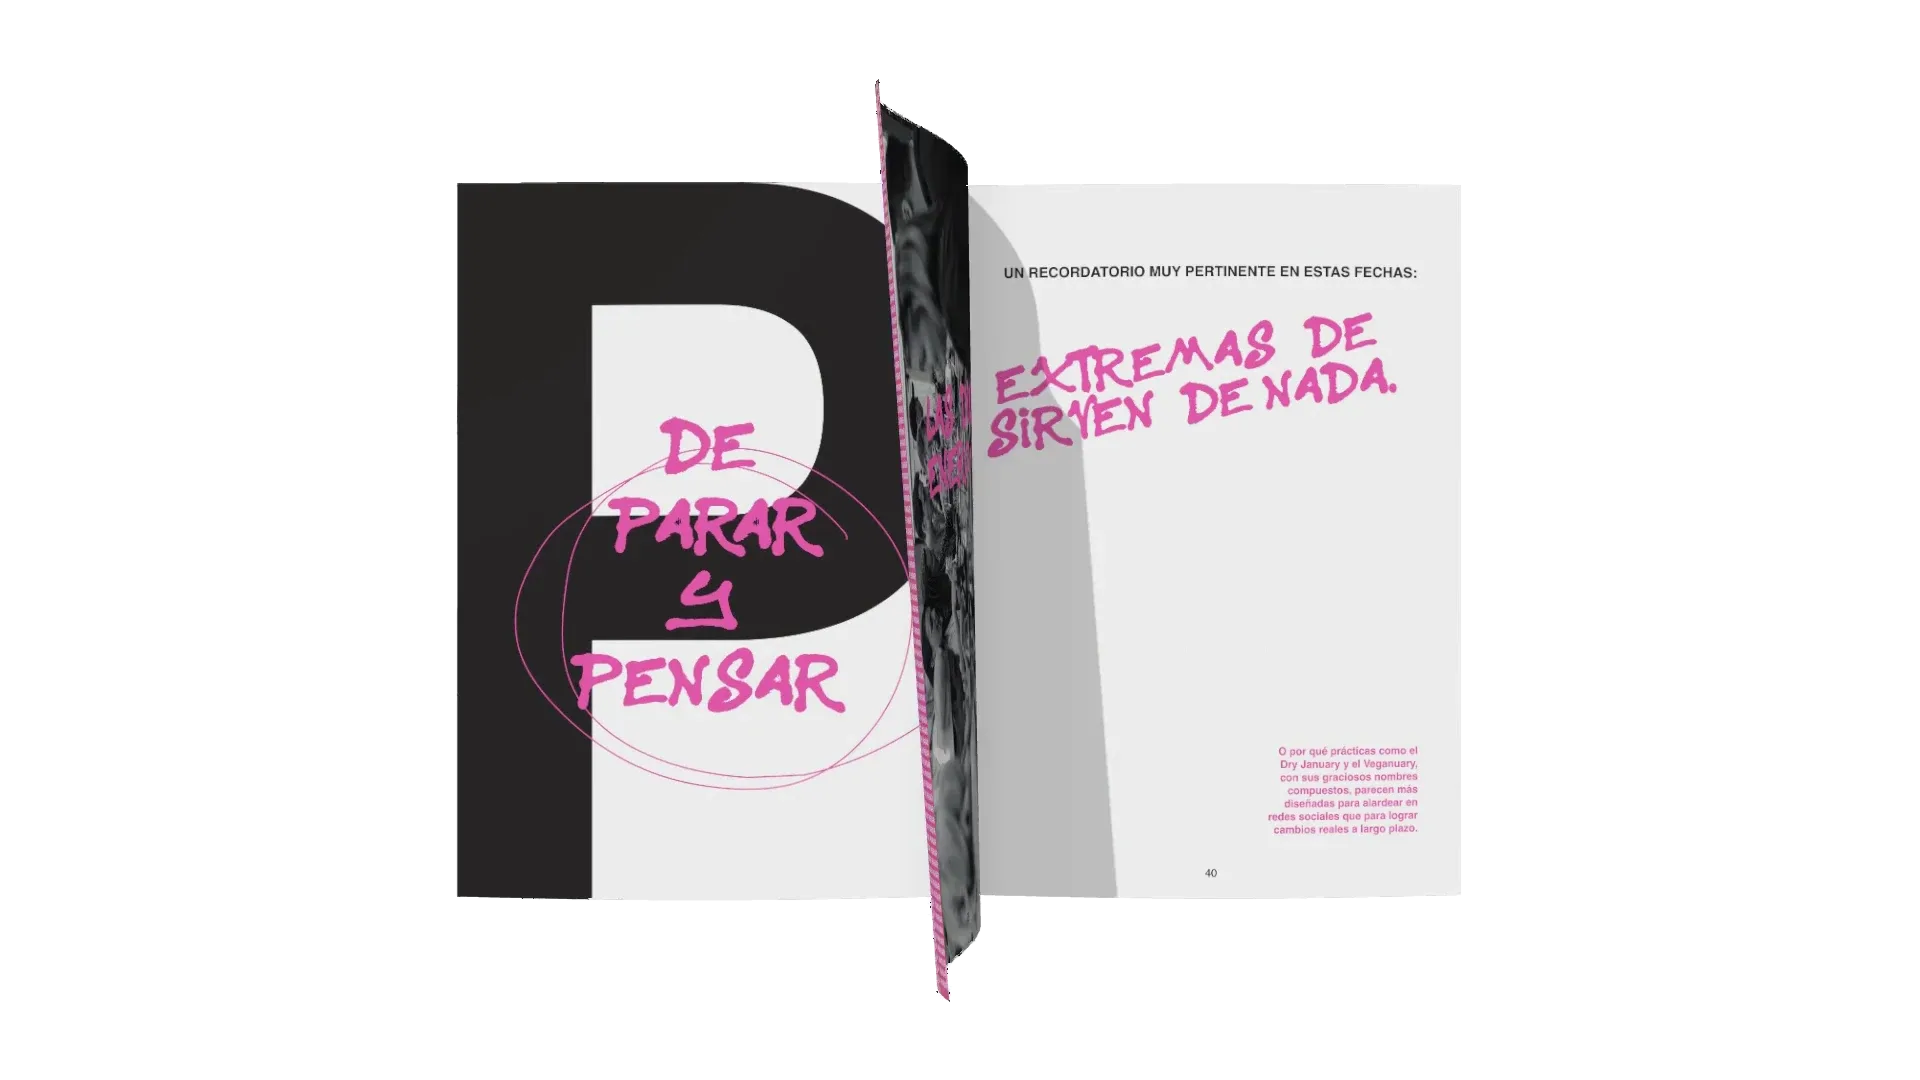 P
DE
PARAR
y
PENSAR
LAS
UN RECORDATORIO MUY PERTINENTE EN ESTAS FECHAS:
EXTREMAS DE
SiRVEN DE NADA.
O por qué prácticas como el
Dry January y el Veganuary,
con sus graciosos nombres
compuestos, parecen más
diseñadas para alardear en
redes sociales que para lograr
cambios reales a largo plazo.
40